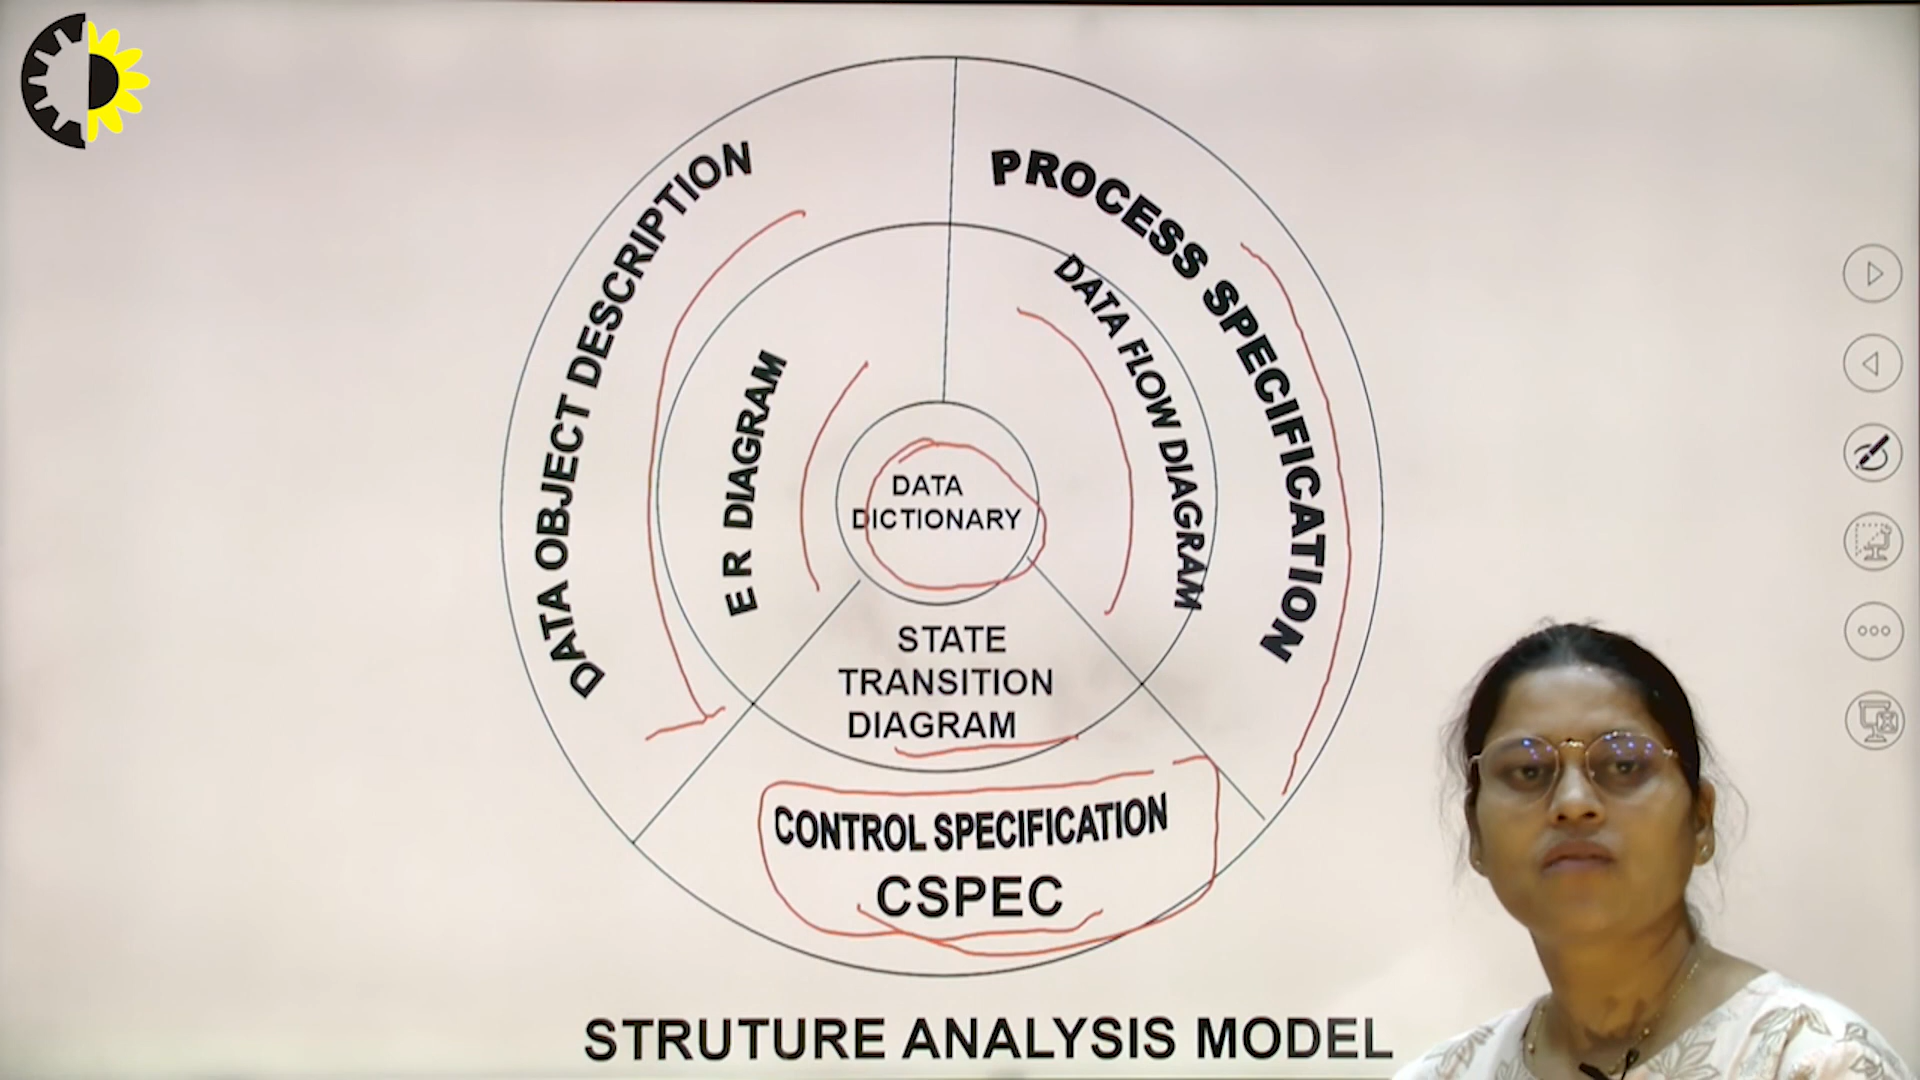 DATA OBJECT DESCRIPTION
PROCESS SPECIFICATION
E R DIAGRAM
DATA FLOW DIAGRAM
DATA
DICTIONARY
STATE
TRANSITION
DIAGRAM
CONTROL SPECIFICATION
CSPEC
STRUTURE ANALYSIS MODEL